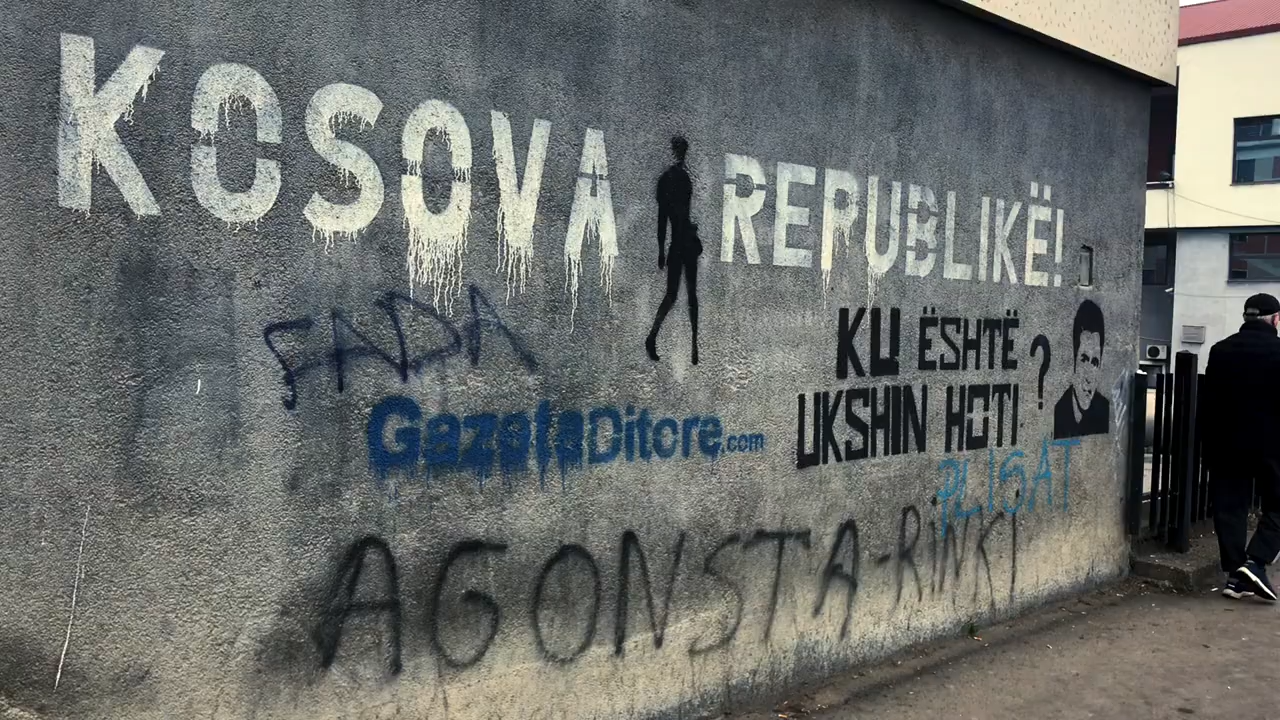 KOSOVA REPUBLIKË!
FADA
KU ËSHTË
UKSHIN HOTI?
GazetaDitore.com
PLISAT
AGONSTA-RINKI